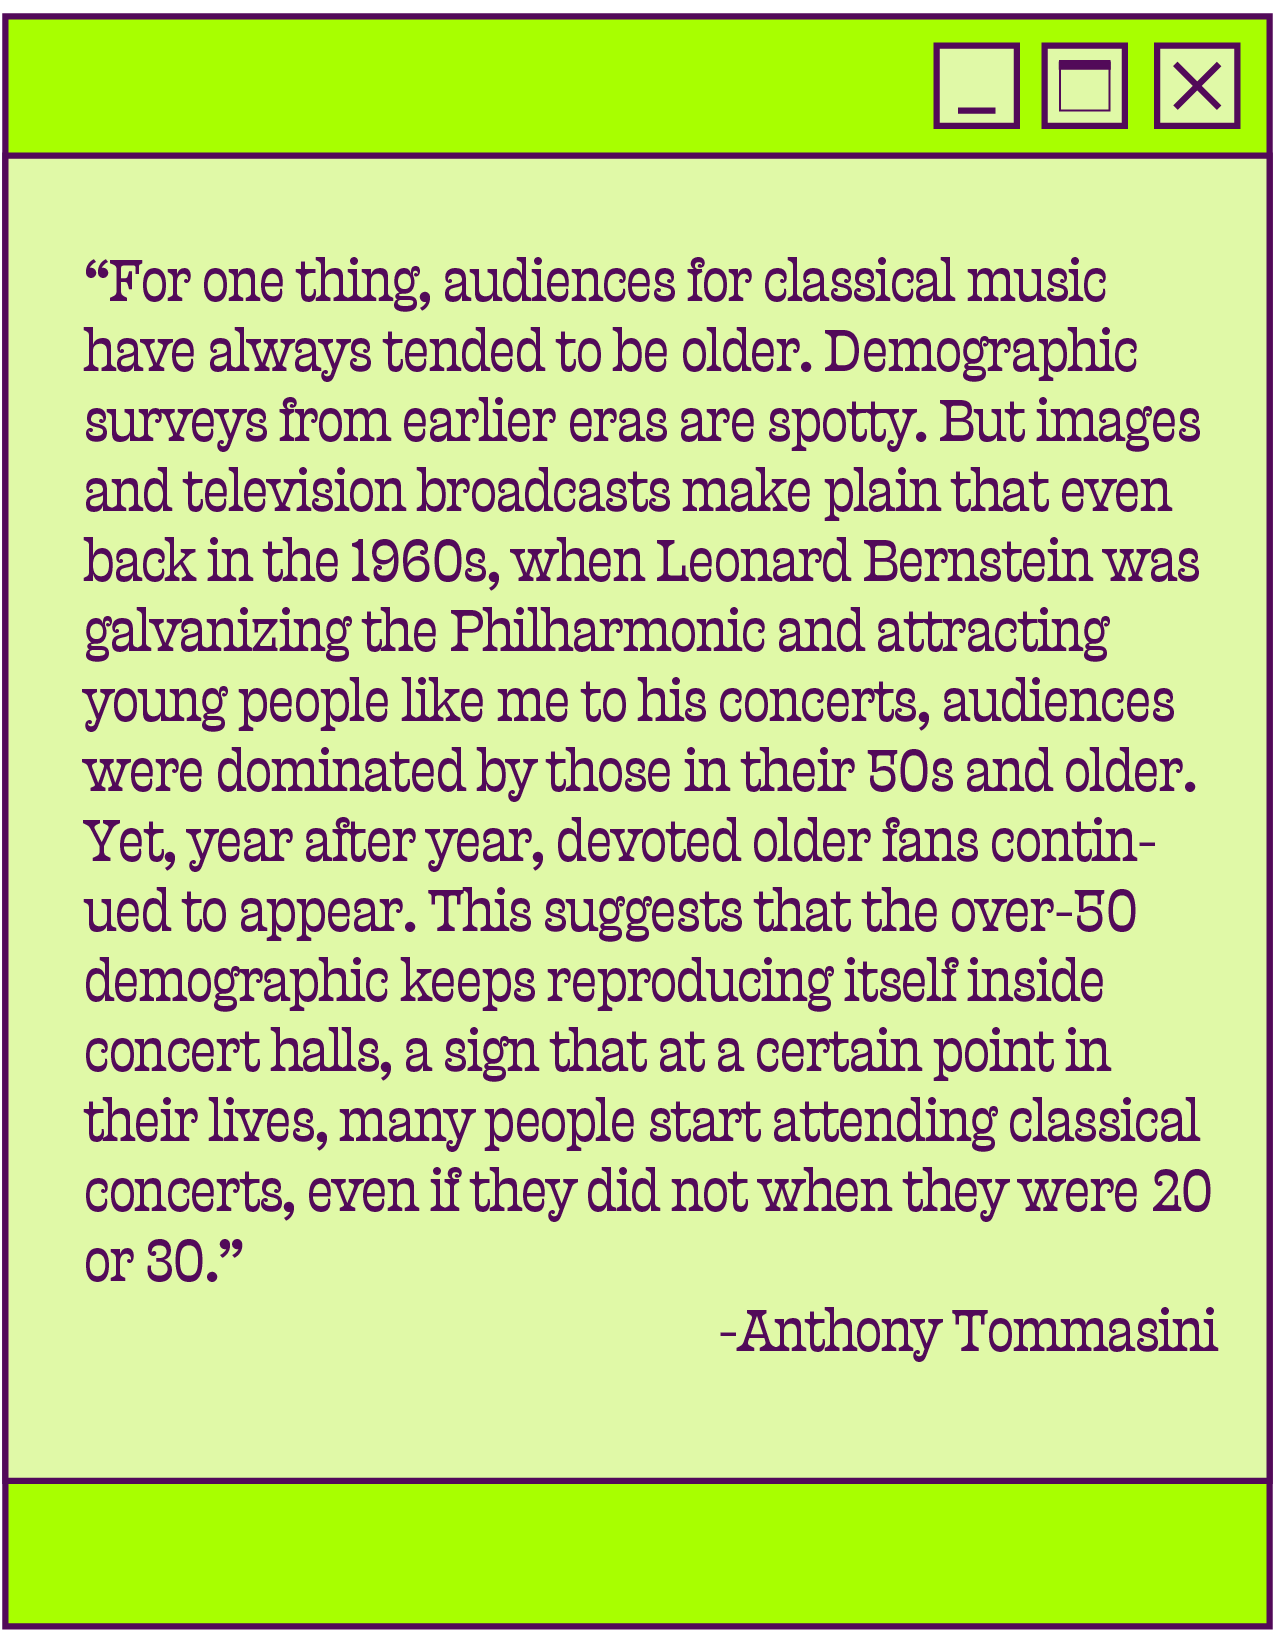 “For one thing, audiences for classical music
have always tended to be older. Demographic
surveys from earlier eras are spotty. But images
and television broadcasts make plain that even
back in the 1960s, when Leonard Bernstein was
galvanizing the Philharmonic and attracting
young people like me to his concerts, audiences
were dominated by those in their 50s and older.
Yet, year after year, devoted older fans contin-
ued to appear. This suggests that the over-50
demographic keeps reproducing itself inside
concert halls, a sign that at a certain point in
their lives, many people start attending classical
concerts, even if they did not when they were 20
or 30.”
-Anthony Tommasini